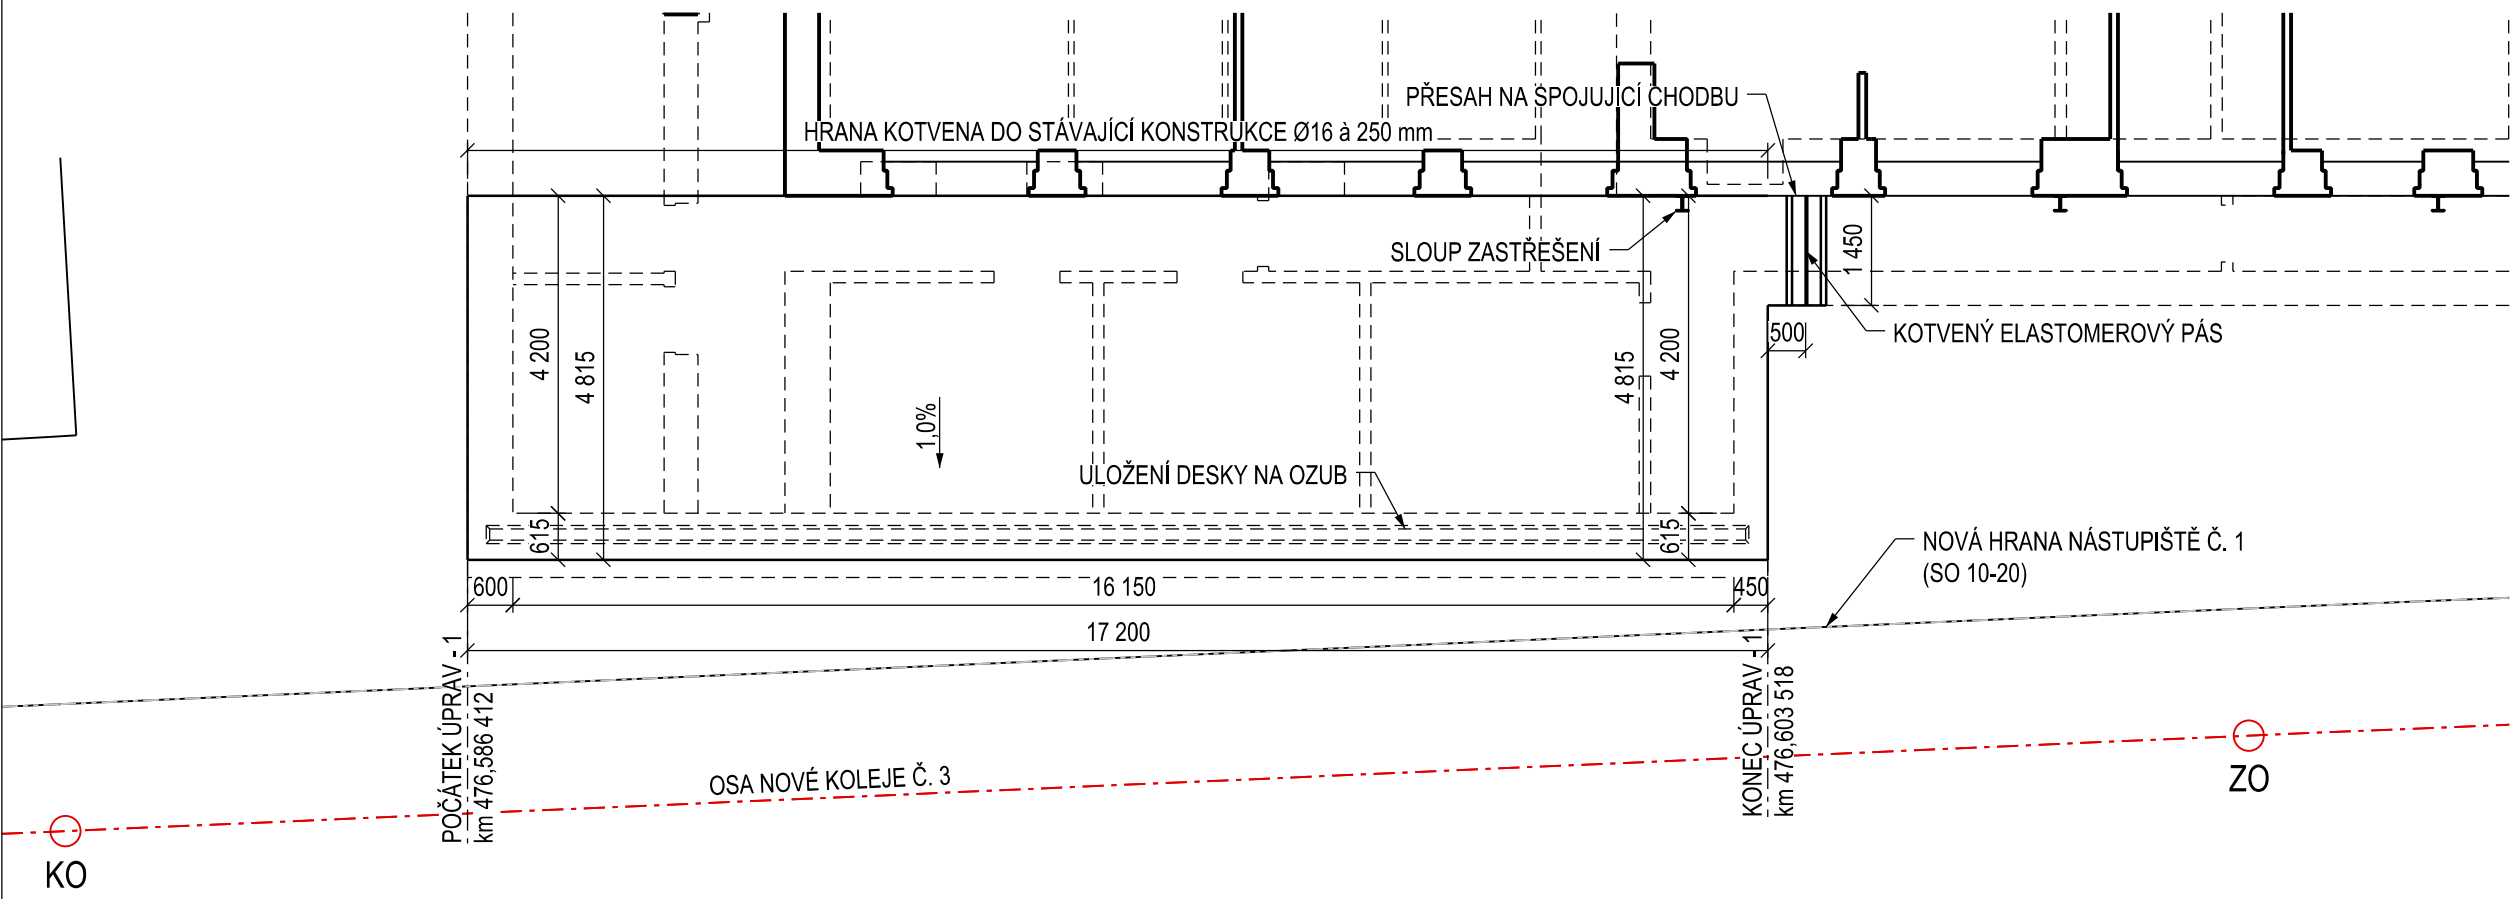 PŘESAH NA SPOJUJÍCÍ CHODBU
HRANA KOTVENA DO STÁVAJÍCÍ KONSTRUKCE Ø16 à 250 mm
SLOUP ZASTŘEŠENÍ
1 450
500
KOTVENÝ ELASTOMEROVÝ PÁS
4 200
4 815
4 815
4 200
1,0%
ULOŽENÍ DESKY NA OZUB
615
615
NOVÁ HRANA NÁSTUPIŠTĚ Č. 1
(SO 10-20)
600
16 150
450
17 200
POČÁTEK ÚPRAV - 1
km 476,586 412
KONEC ÚPRAV - 1
km 476,603 518
OSA NOVÉ KOLEJE Č. 3
ZO
KO